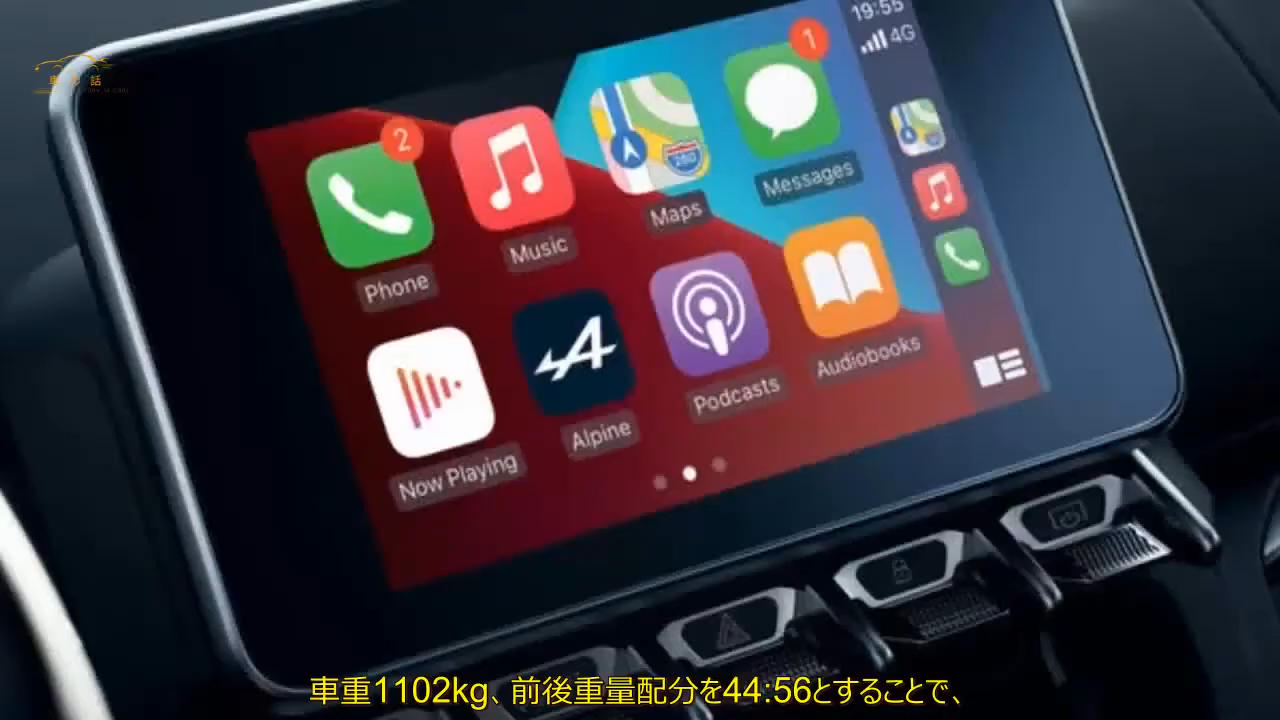 19:55
4G
2
1
Phone
Music
Maps
280
Messages
Now Playing
Alpine
Podcasts
Audiobooks
車重1102kg、前後重量配分を44:56とすることで、